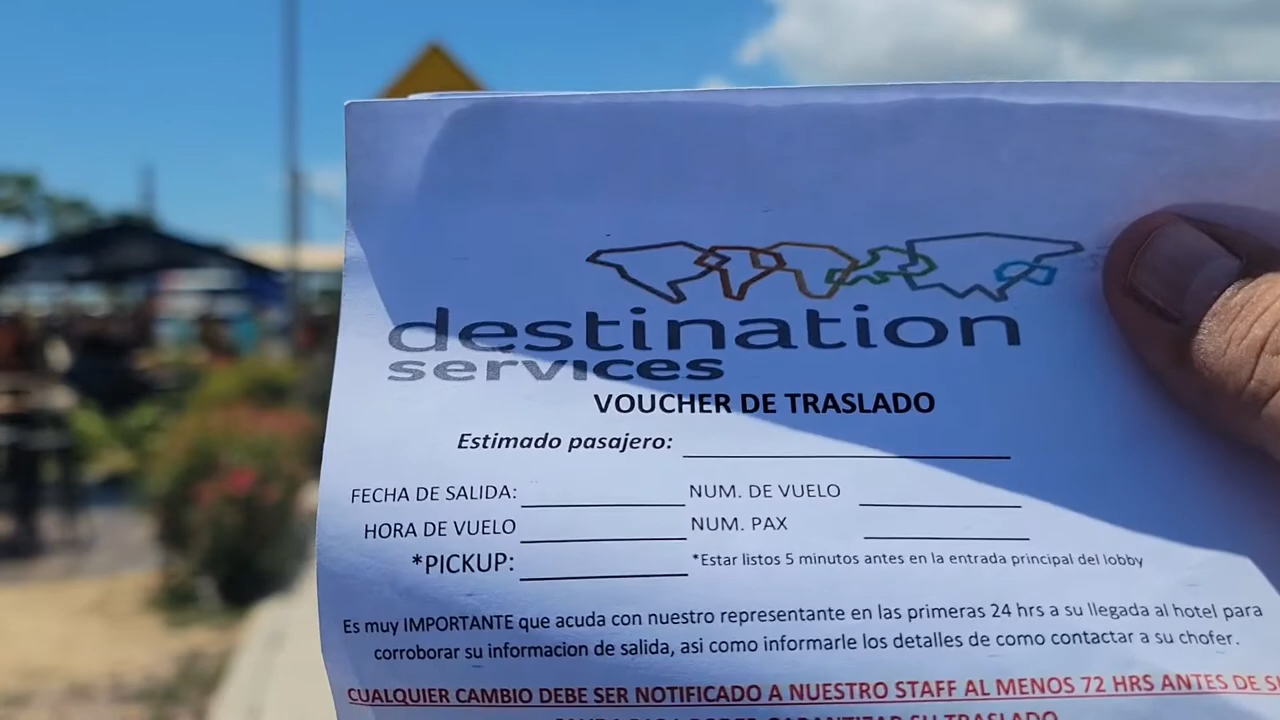 destination
services
VOUCHER DE TRASLADO
Estimado pasajero:
FECHA DE SALIDA: NUM. DE VUELO
HORA DE VUELO NUM. PAX
*PICKUP: *Estar listos 5 minutos antes en la entrada principal del lobby
Es muy IMPORTANTE que acuda con nuestro representante en las primeras 24 hrs a su llegada al hotel para
corroborar su informacion de salida, asi como informarle los detalles de como contactar a su chofer.
CUALQUIER CAMBIO DEBE SER NOTIFICADO A NUESTRO STAFF AL MENOS 72 HRS ANTES DE